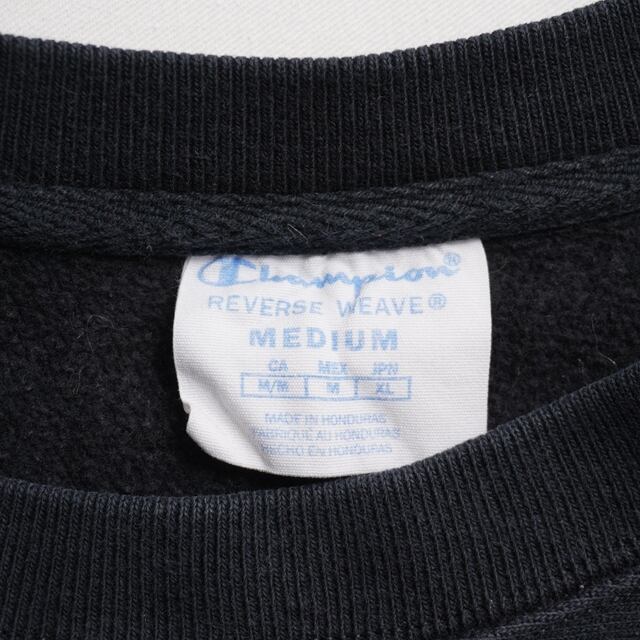 Champion®
REVERSE WEAVE®
MEDIUM
CA MEX JPN
M/M M XL
MADE IN HONDURAS
FABRIQUÉ AU HONDURAS
HECHO EN HONDURAS